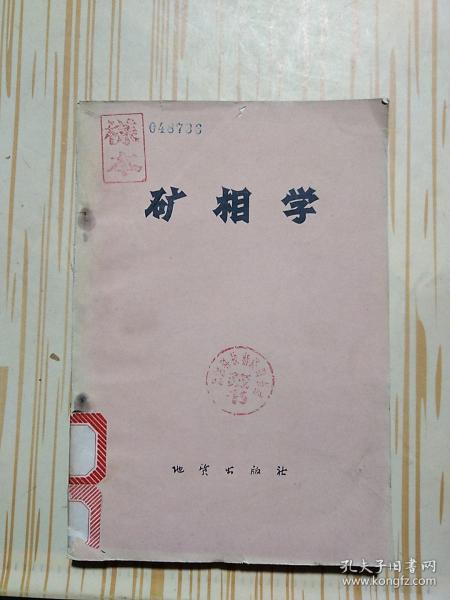 样本
048736
矿相学
地质出版社
孔夫子旧书网
www.kongfz.com